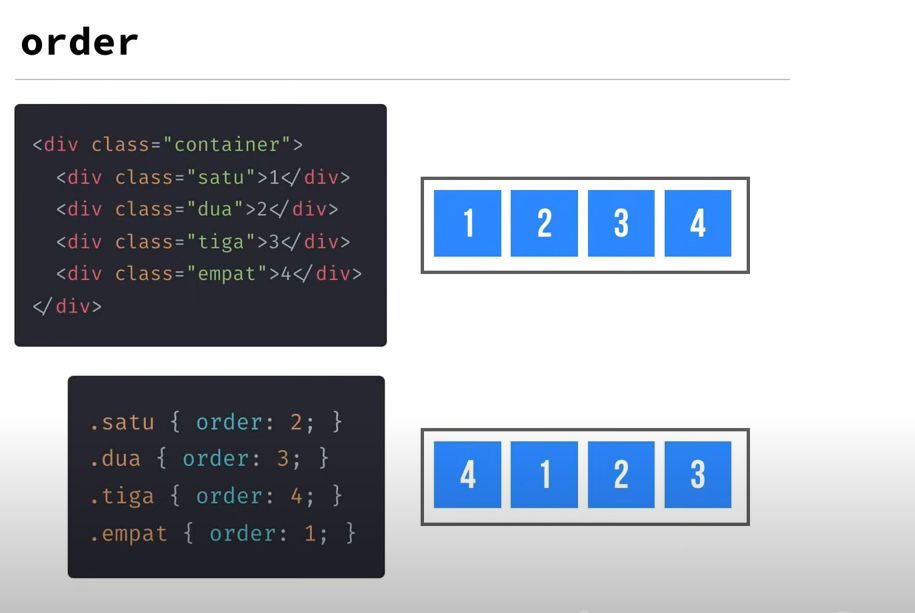 order
<div class="container">
<div class="satu">1</div>
<div class="dua">2</div>
<div class="tiga">3</div>
<div class="empat">4</div>
</div>
1 2 3 4
.satu { order: 2; }
.dua { order: 3; }
.tiga { order: 4; }
.empat { order: 1; }
4 1 2 3